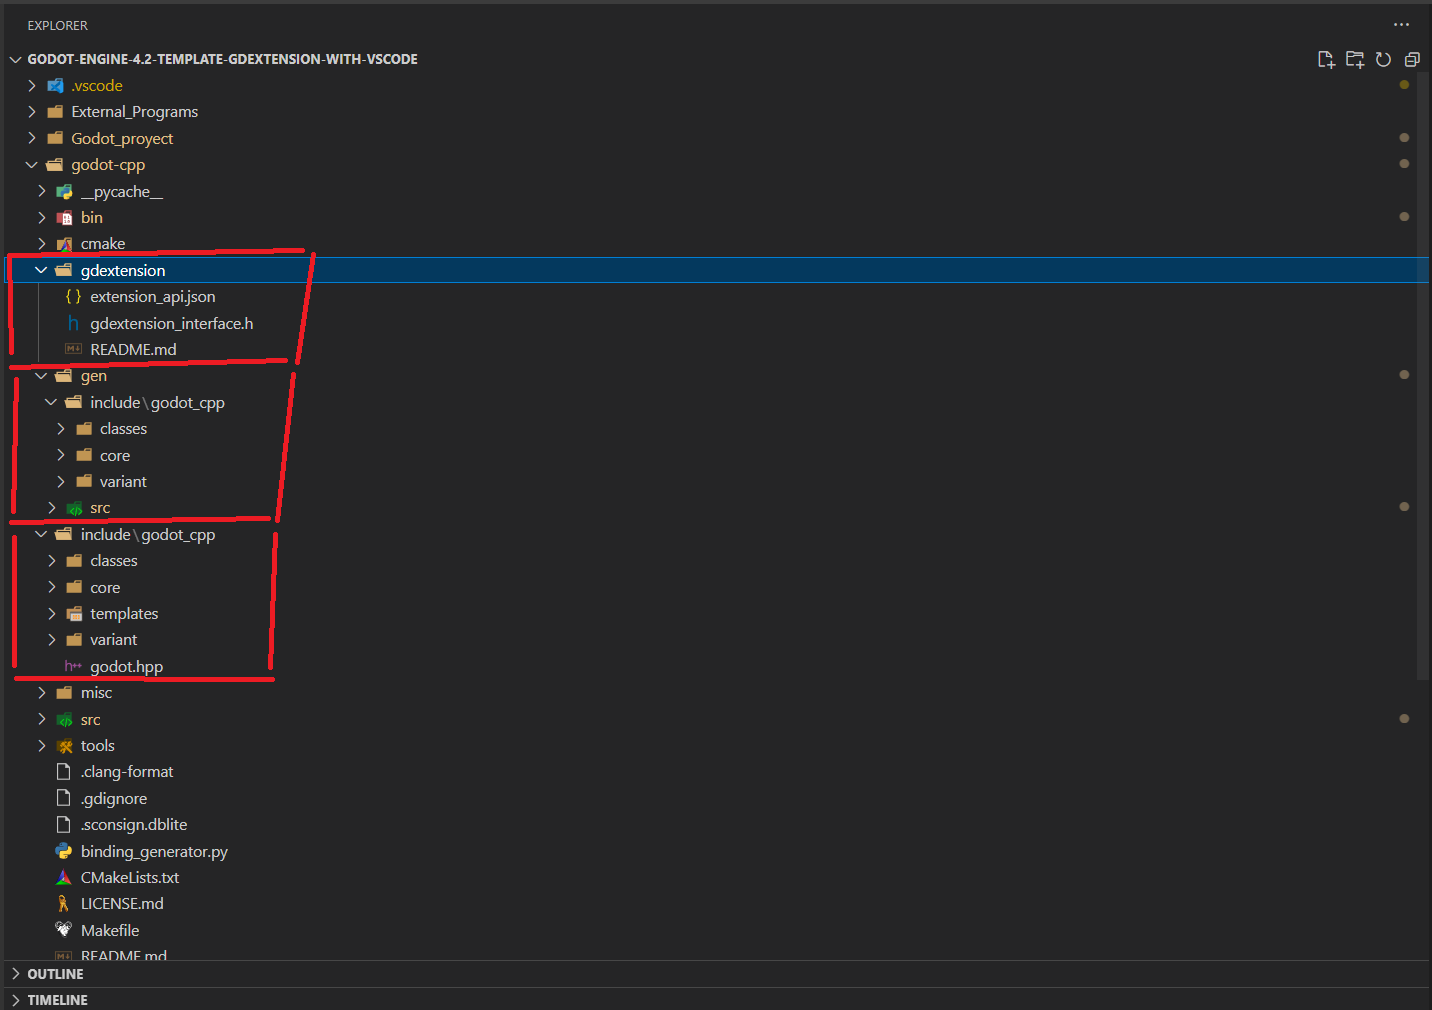 EXPLORER
GODOT-ENGINE-4.2-TEMPLATE-GDEXTENSION-WITH-VSCODE
.vscode
External_Programs
Godot_proyect
godot-cpp
__pycache__
bin
cmake
gdextension
{} extension_api.json
h gdextension_interface.h
M↓ README.md
gen
include\godot_cpp
classes
core
variant
src
include\godot_cpp
classes
core
templates
variant
h++ godot.hpp
misc
src
tools
.clang-format
.gdignore
.sconsign.dblite
binding_generator.py
CMakeLists.txt
LICENSE.md
Makefile
M↓ README.md
OUTLINE
TIMELINE